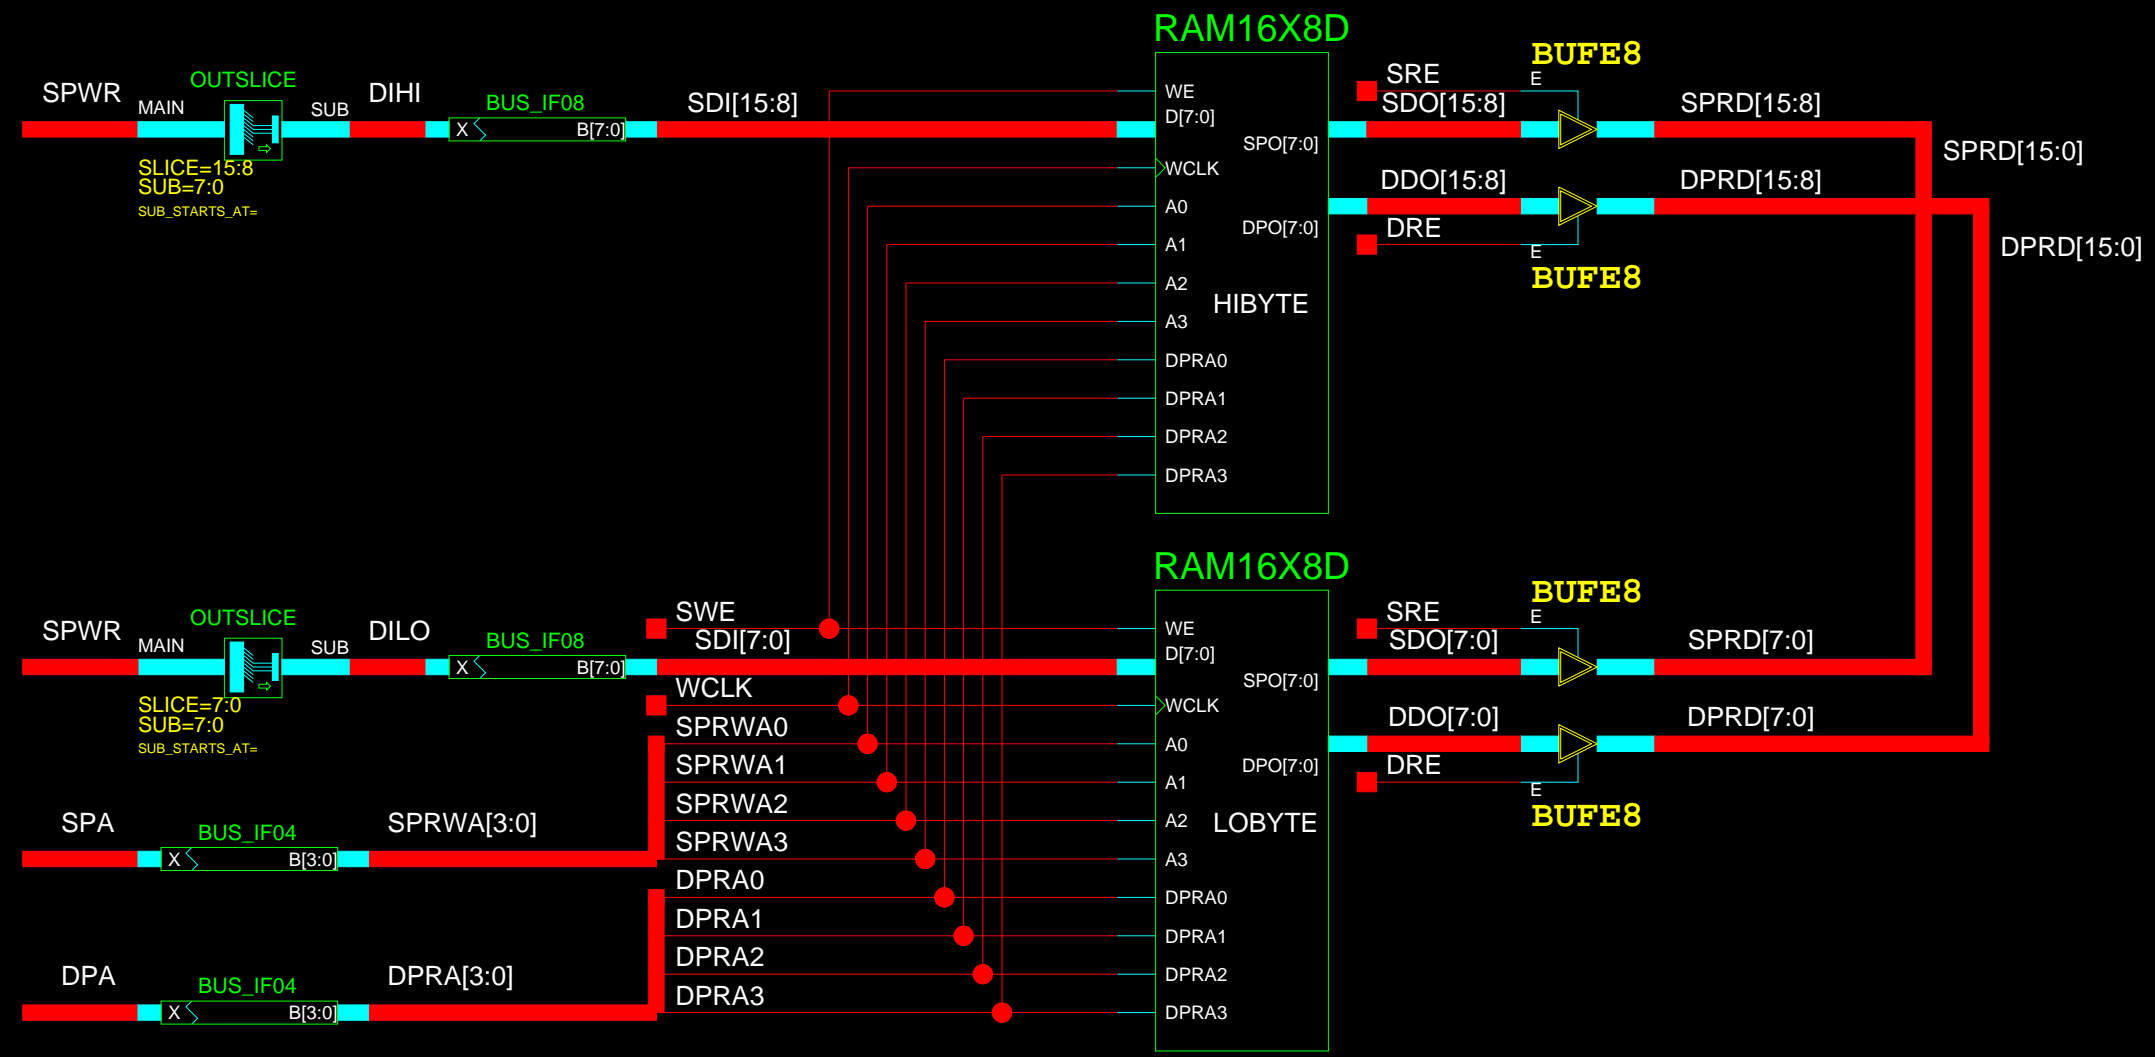 RAM16X8D
BUFE8
SPWR
OUTSLICE
MAIN
SUB
DIHI
BUS_IF08
X
B[7:0]
SDI[15:8]
SLICE=15:8
SUB=7:0
SUB_STARTS_AT=
WE
D[7:0]
WCLK
A0
A1
A2
A3
DPRA0
DPRA1
DPRA2
DPRA3
SPO[7:0]
DPO[7:0]
HIBYTE
SRE
E
SDO[15:8]
SPRD[15:8]
SPRD[15:0]
DDO[15:8]
DPRD[15:8]
DRE
E
BUFE8
DPRD[15:0]
RAM16X8D
BUFE8
SPWR
OUTSLICE
MAIN
SUB
DILO
BUS_IF08
X
B[7:0]
SLICE=7:0
SUB=7:0
SUB_STARTS_AT=
SWE
SDI[7:0]
WCLK
SPRWA0
SPRWA1
SPRWA2
SPRWA3
DPRA0
DPRA1
DPRA2
DPRA3
SPA
BUS_IF04
X
B[3:0]
SPRWA[3:0]
DPA
BUS_IF04
X
B[3:0]
DPRA[3:0]
WE
D[7:0]
WCLK
A0
A1
A2
A3
DPRA0
DPRA1
DPRA2
DPRA3
SPO[7:0]
DPO[7:0]
LOBYTE
SRE
E
SDO[7:0]
SPRD[7:0]
DDO[7:0]
DPRD[7:0]
DRE
E
BUFE8